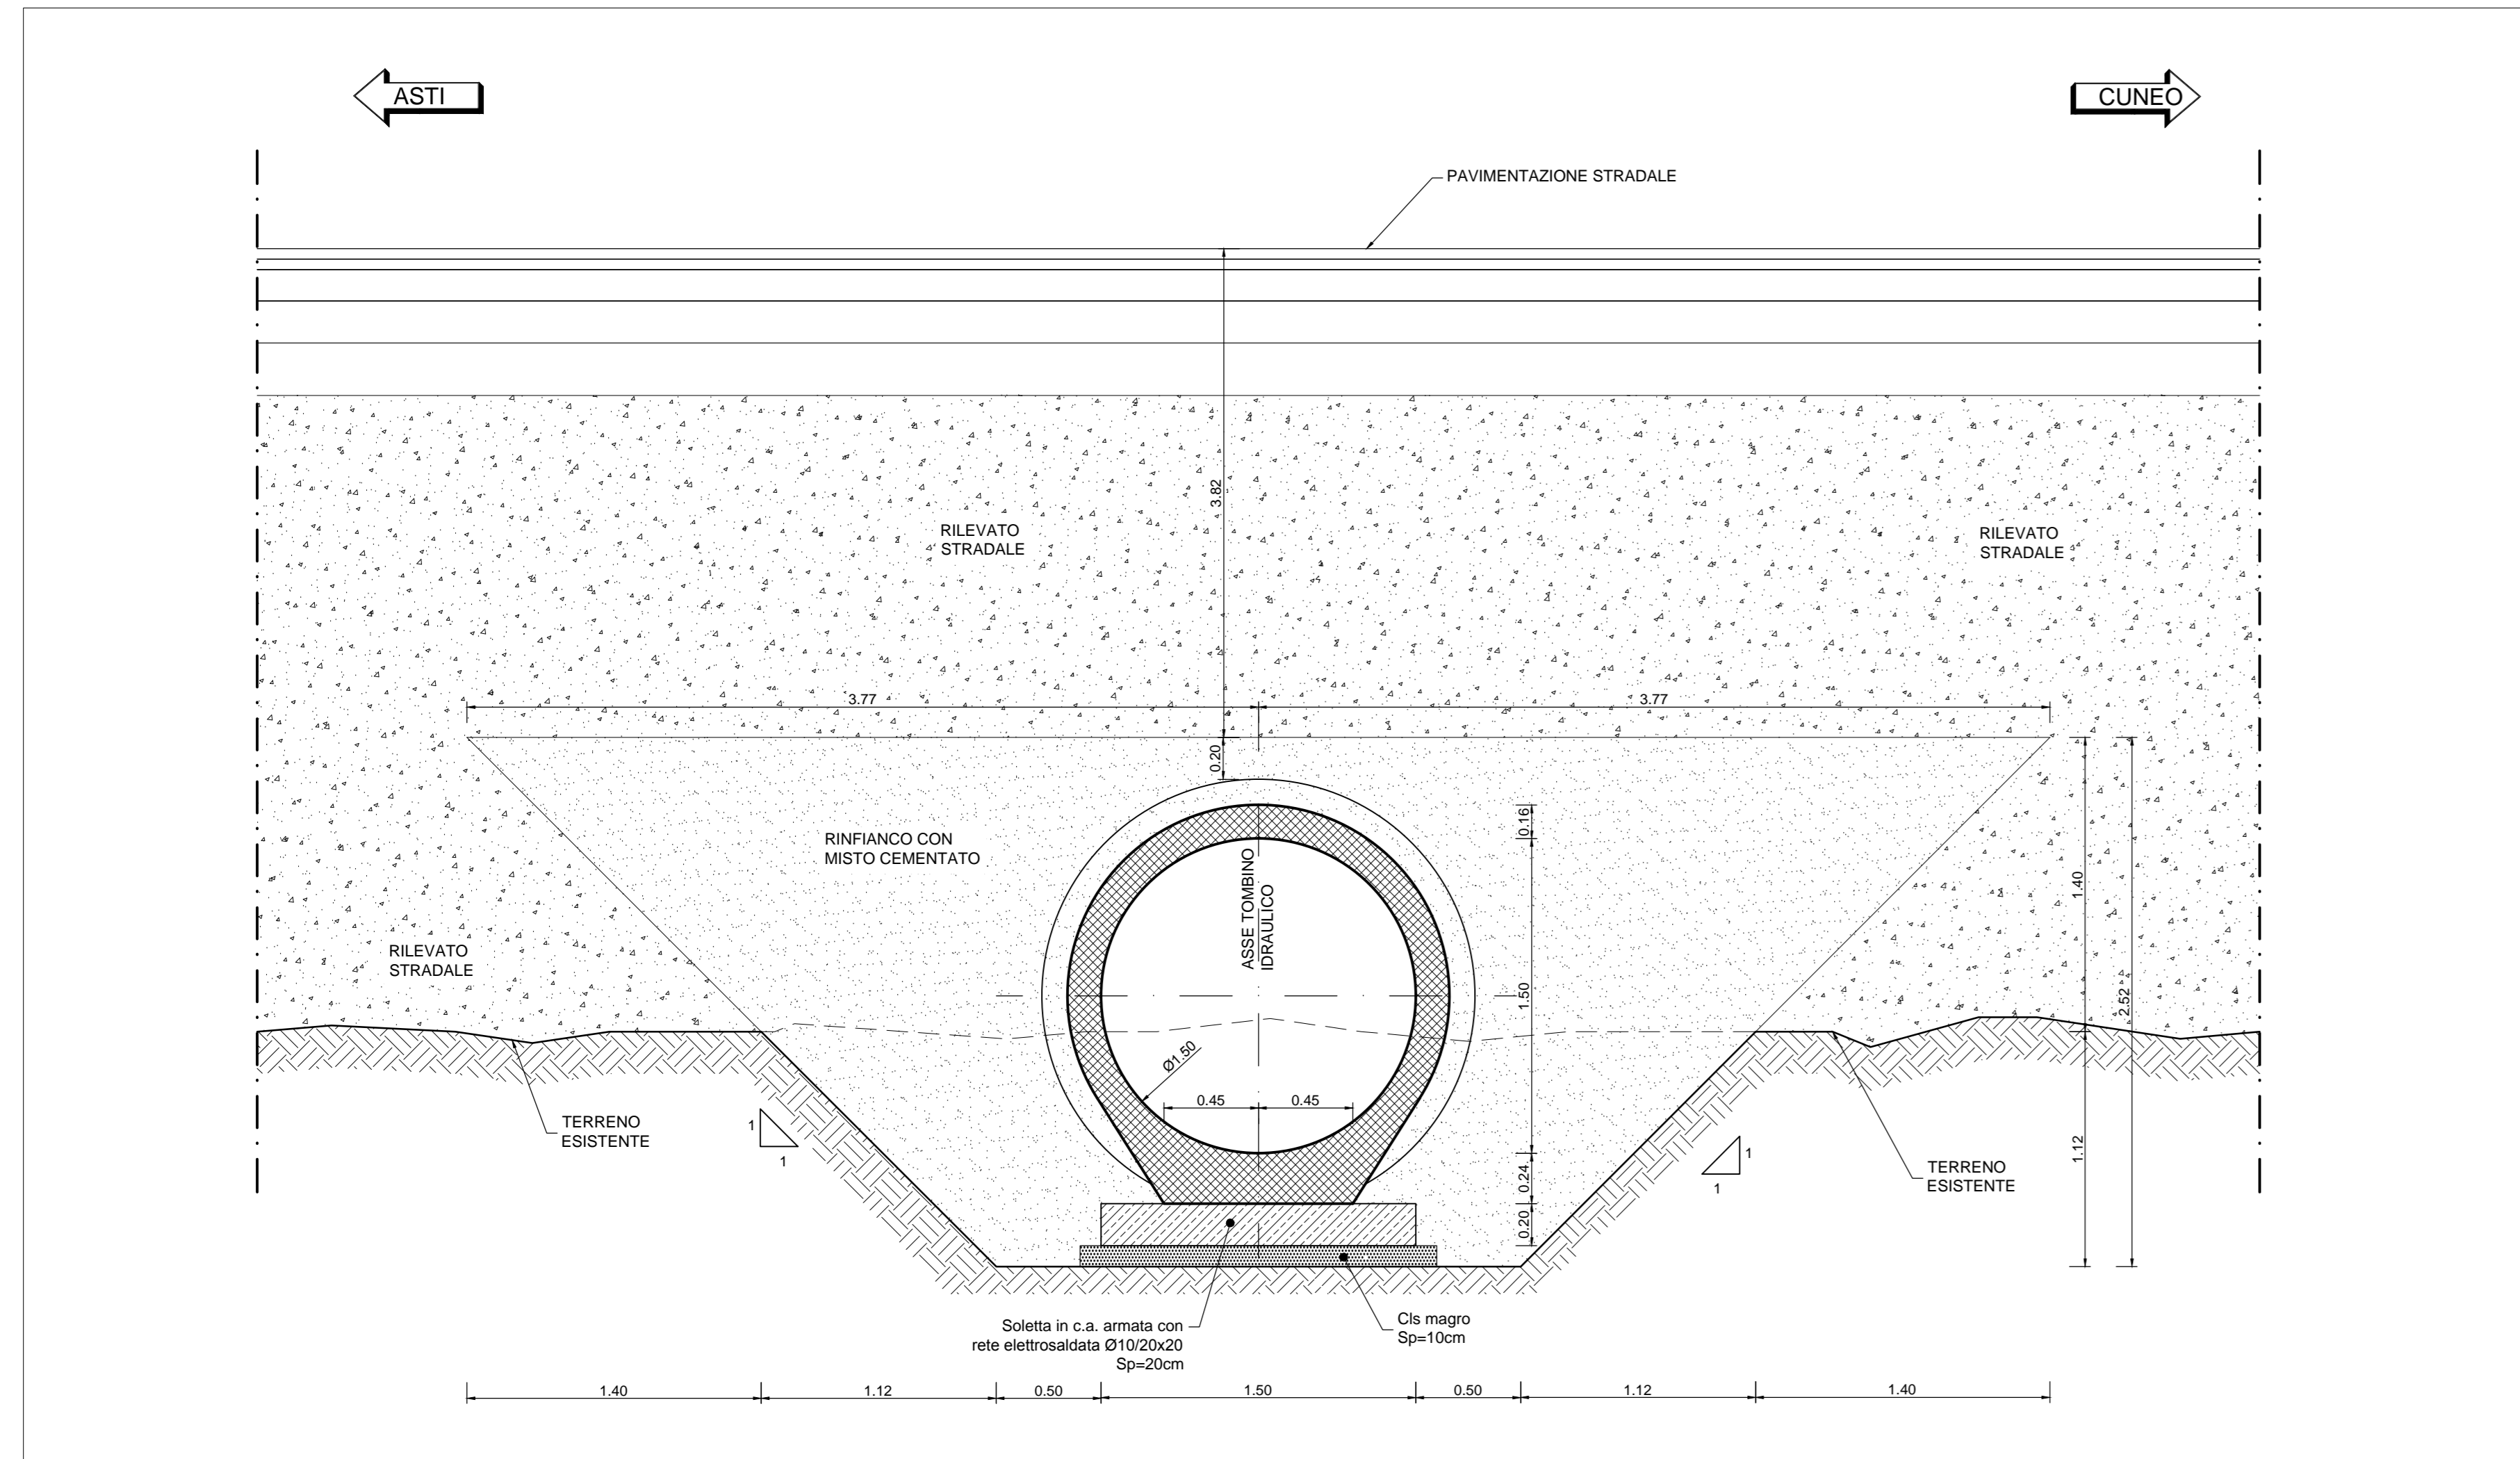 ASTI
CUNEO
PAVIMENTAZIONE STRADALE
3.82
RILEVATO
STRADALE
RILEVATO
STRADALE
3.77
3.77
0.20
RINFIANCO CON
MISTO CEMENTATO
0.16
ASSE TOMBINO
IDRAULICO
1.40
RILEVATO
STRADALE
1.50
2.52
Ø1.50
0.45
0.45
TERRENO
ESISTENTE
1
1
1.12
1
1
0.24
TERRENO
ESISTENTE
0.20
Soletta in c.a. armata con
rete elettrosaldata Ø10/20x20
Sp=20cm
Cls magro
Sp=10cm
1.40
1.12
0.50
1.50
0.50
1.12
1.40